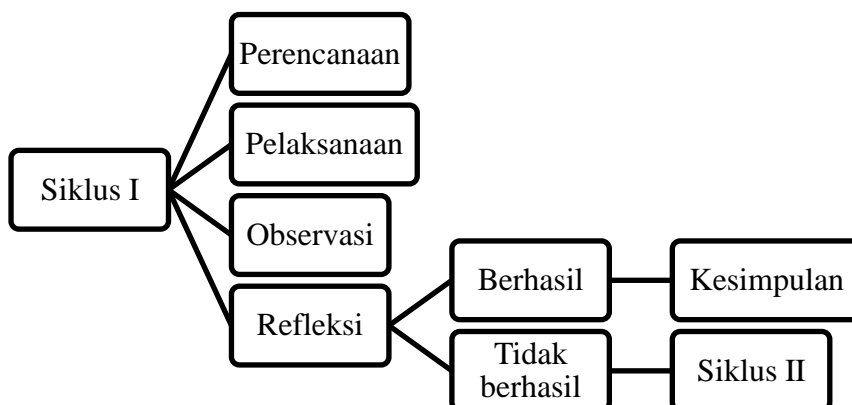 Perencanaan
Pelaksanaan
Siklus I
Observasi
Berhasil
Kesimpulan
Refleksi
Tidak
berhasil
Siklus II